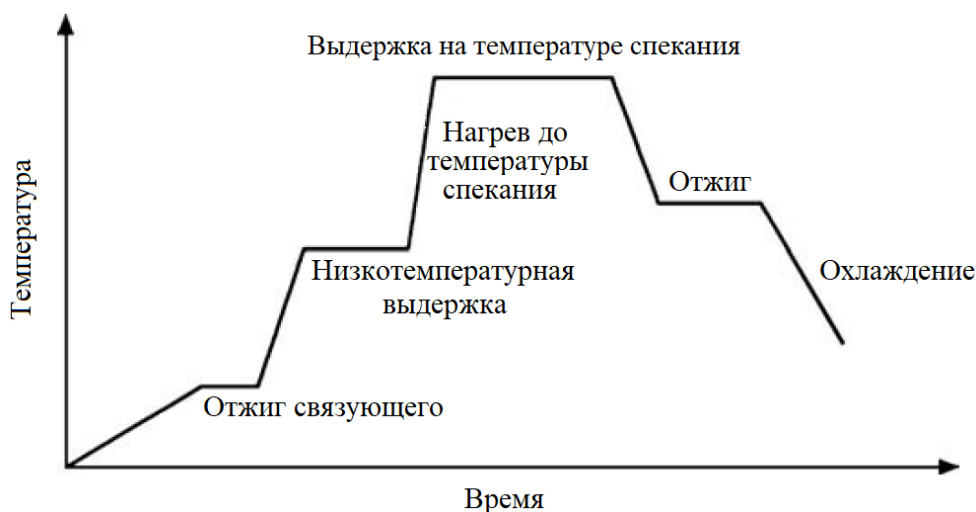 Выдержка на температуре спекания
Нагрев до
температуры
спекания
Отжиг
Низкотемпературная
выдержка
Охлаждение
Отжиг связующего
Температура
Время